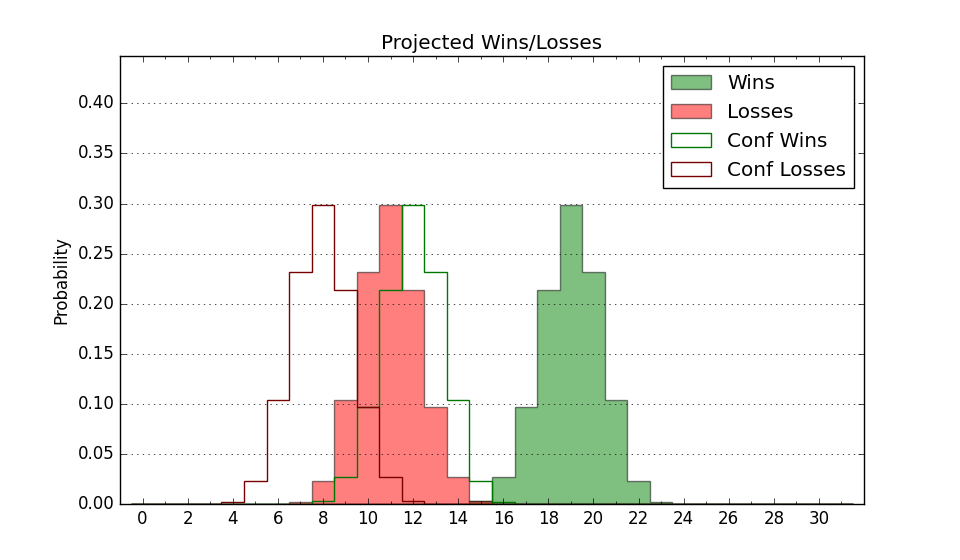 Projected Wins/Losses
Wins
Losses
Conf Wins
Conf Losses
Probability
0.40
0.35
0.30
0.25
0.20
0.15
0.10
0.05
0.00
0 2 4 6 8 10 12 14 16 18 20 22 24 26 28 30